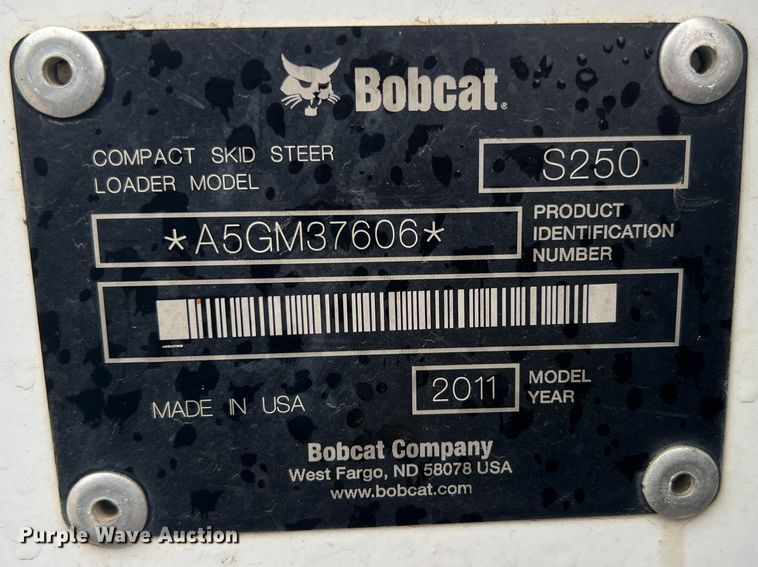 Bobcat®
COMPACT SKID STEER
LOADER MODEL
S250
*A5GM37606*
PRODUCT
IDENTIFICATION
NUMBER
MADE IN USA
2011
MODEL
YEAR
Bobcat Company
West Fargo, ND 58078 USA
www.bobcat.com
Purple Wave Auction